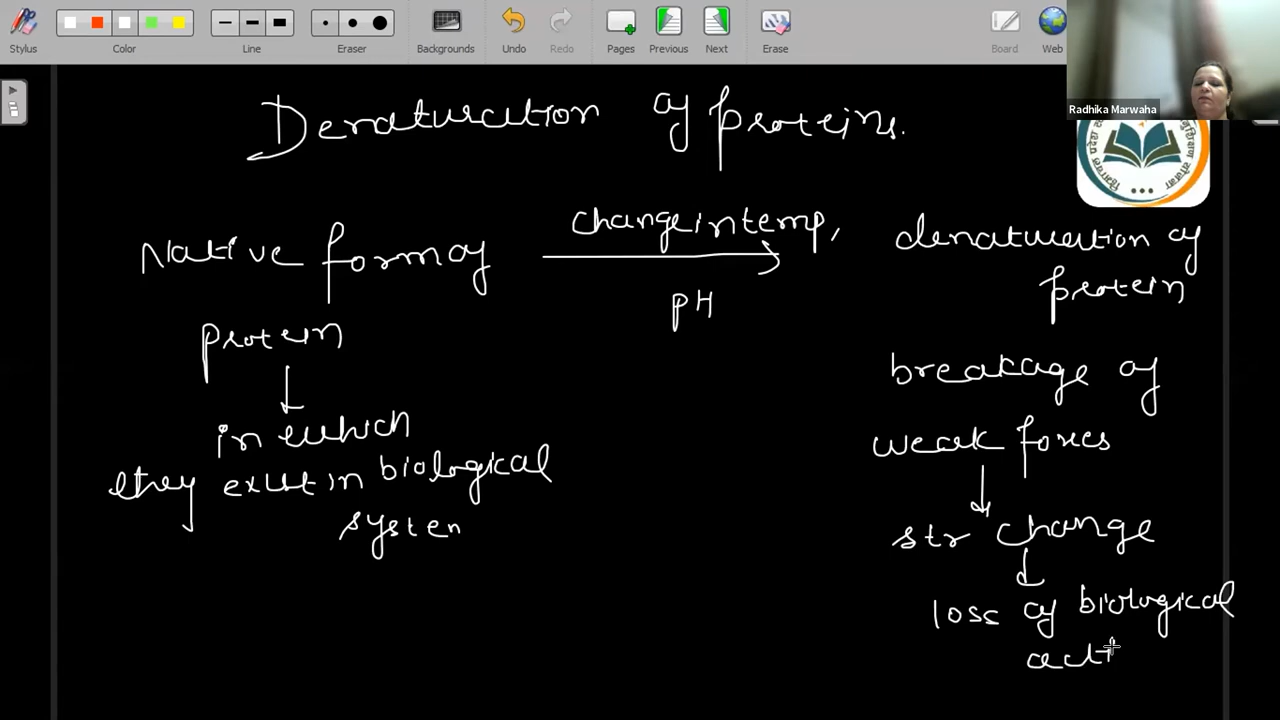 Stylus
Color
Line
Eraser
Backgrounds
Undo
Redo
Pages
Previous
Next
Erase
Board
Web
Radhika Marwaha
Denaturation of proteins.
Native form of
protein
in which
they exist in biological
system
change in temp,
pH
denaturation of
protein
breakage of
weak forces
str change
loss of biological
acti